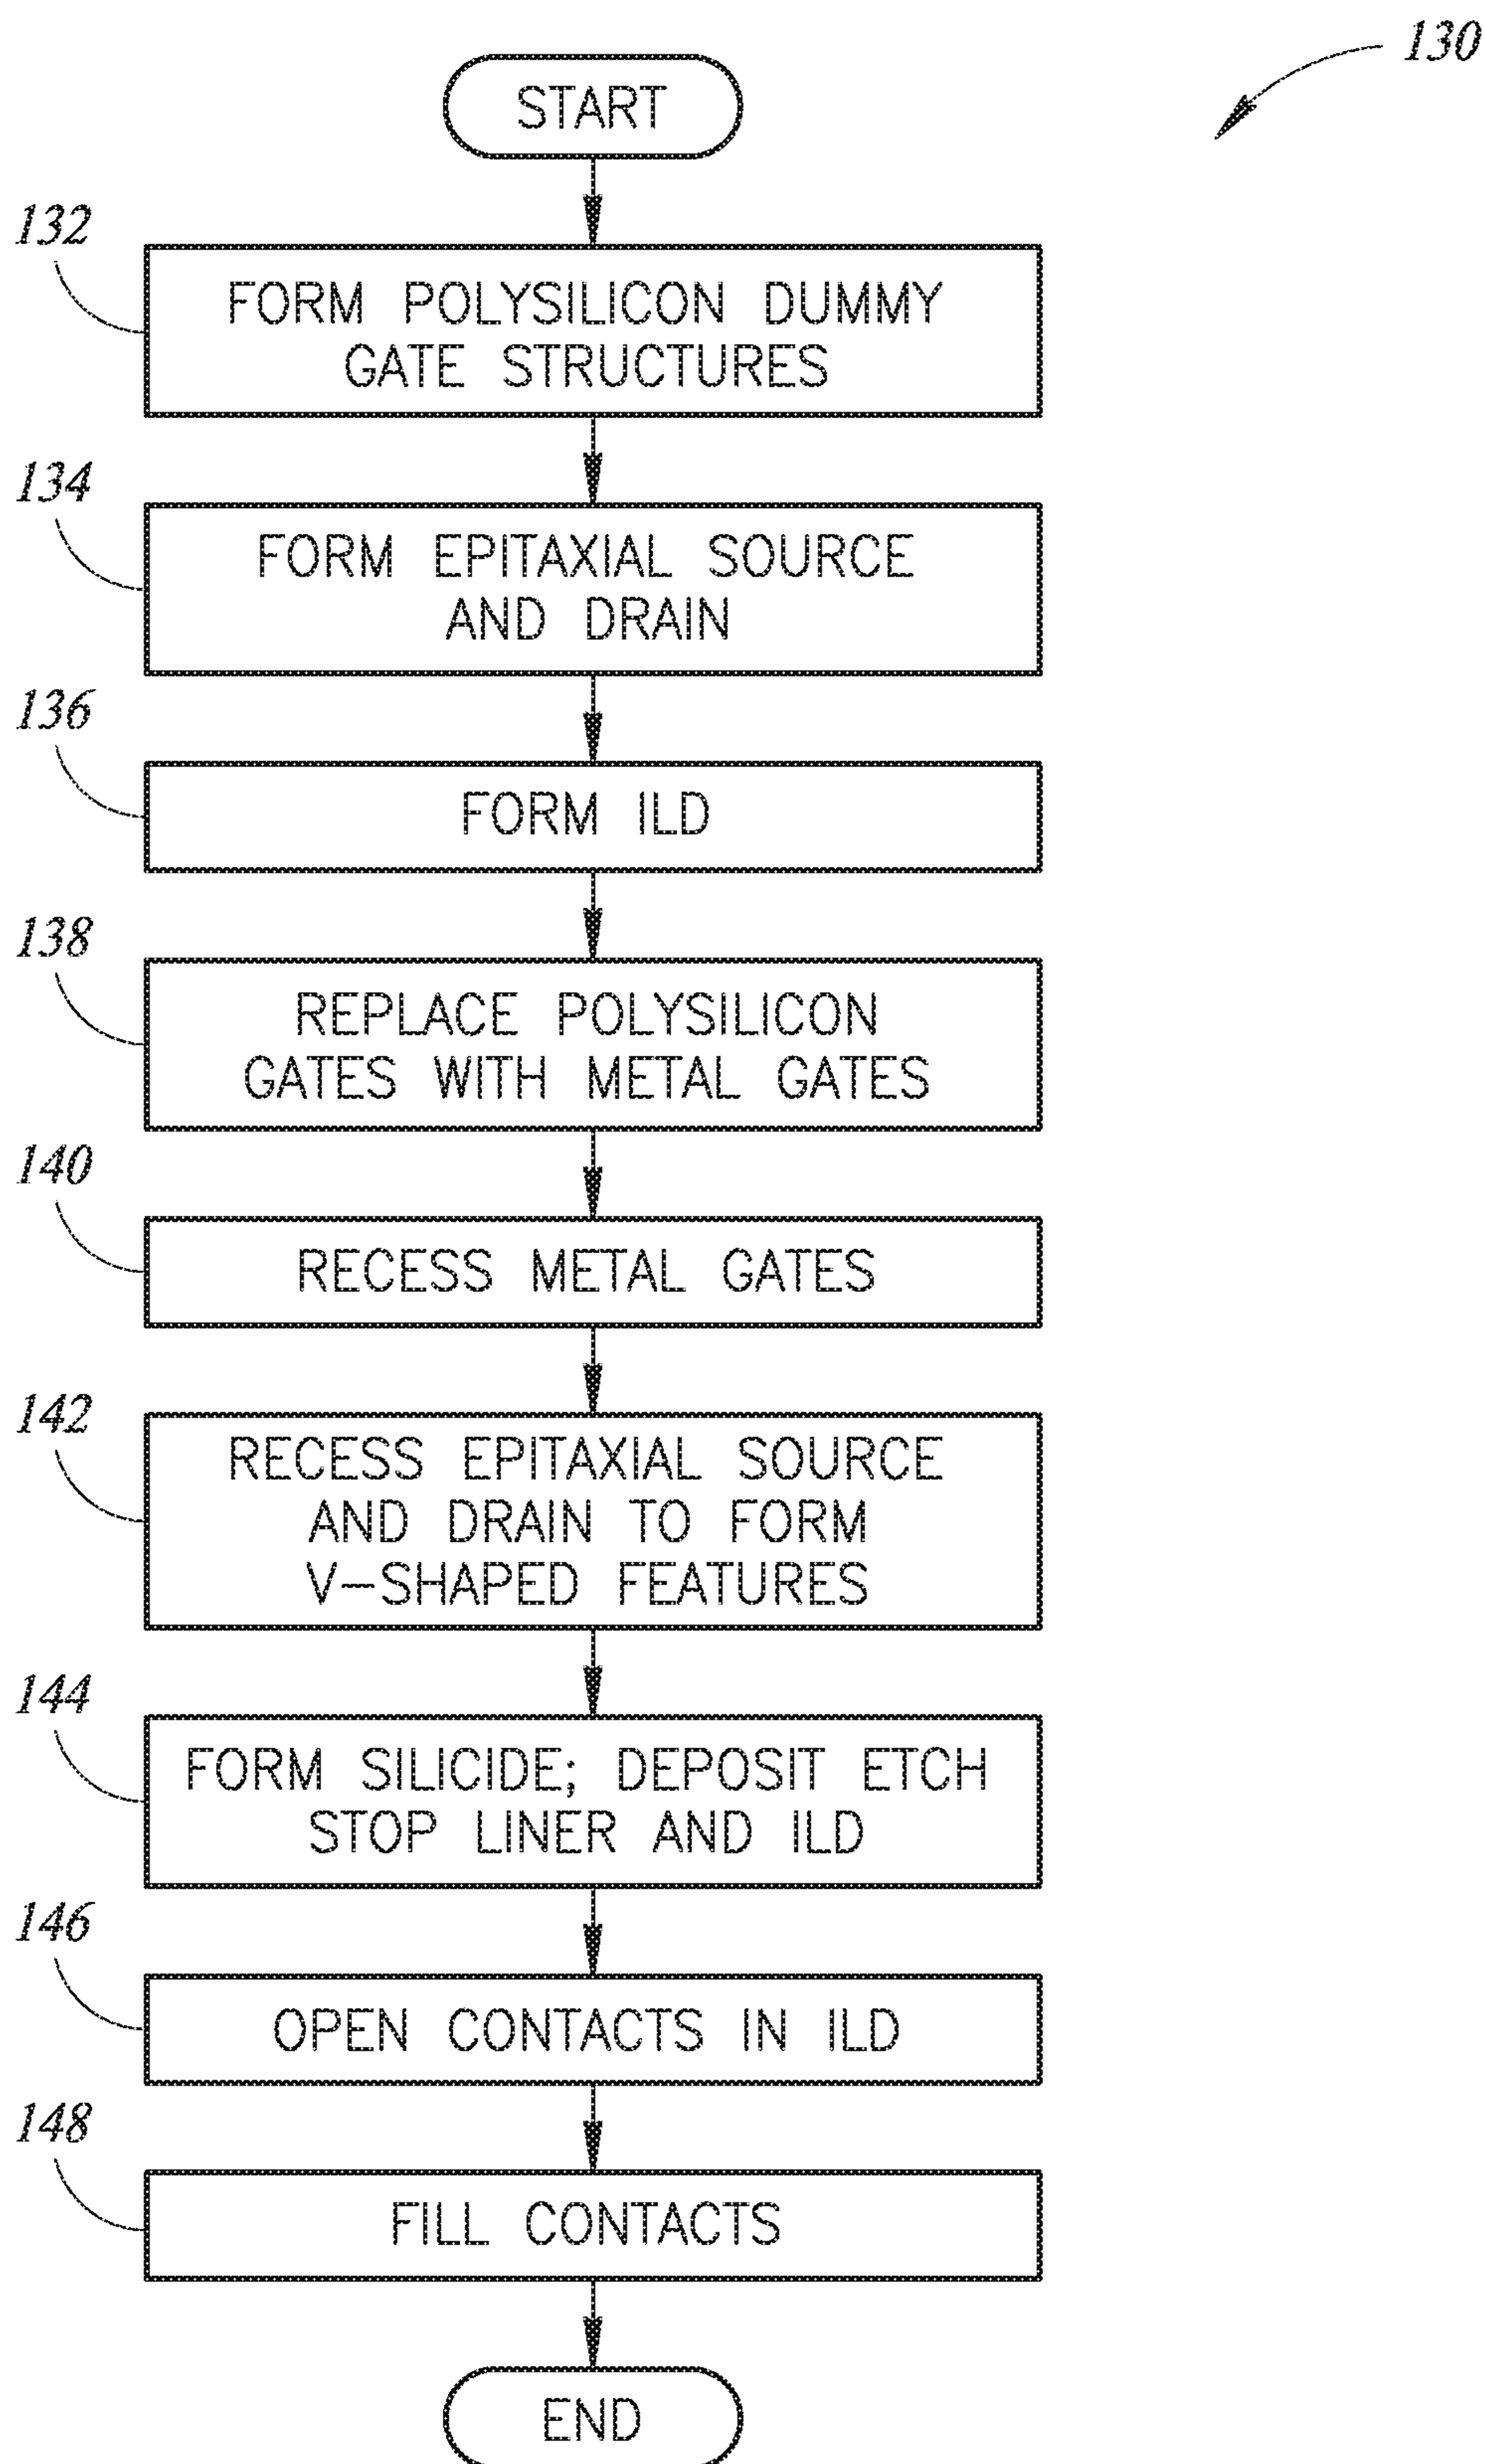 130
START
132
FORM POLYSILICON DUMMY
GATE STRUCTURES
134
FORM EPITAXIAL SOURCE
AND DRAIN
136
FORM ILD
138
REPLACE POLYSILICON
GATES WITH METAL GATES
140
RECESS METAL GATES
142
RECESS EPITAXIAL SOURCE
AND DRAIN TO FORM
V-SHAPED FEATURES
144
FORM SILICIDE; DEPOSIT ETCH
STOP LINER AND ILD
146
OPEN CONTACTS IN ILD
148
FILL CONTACTS
END